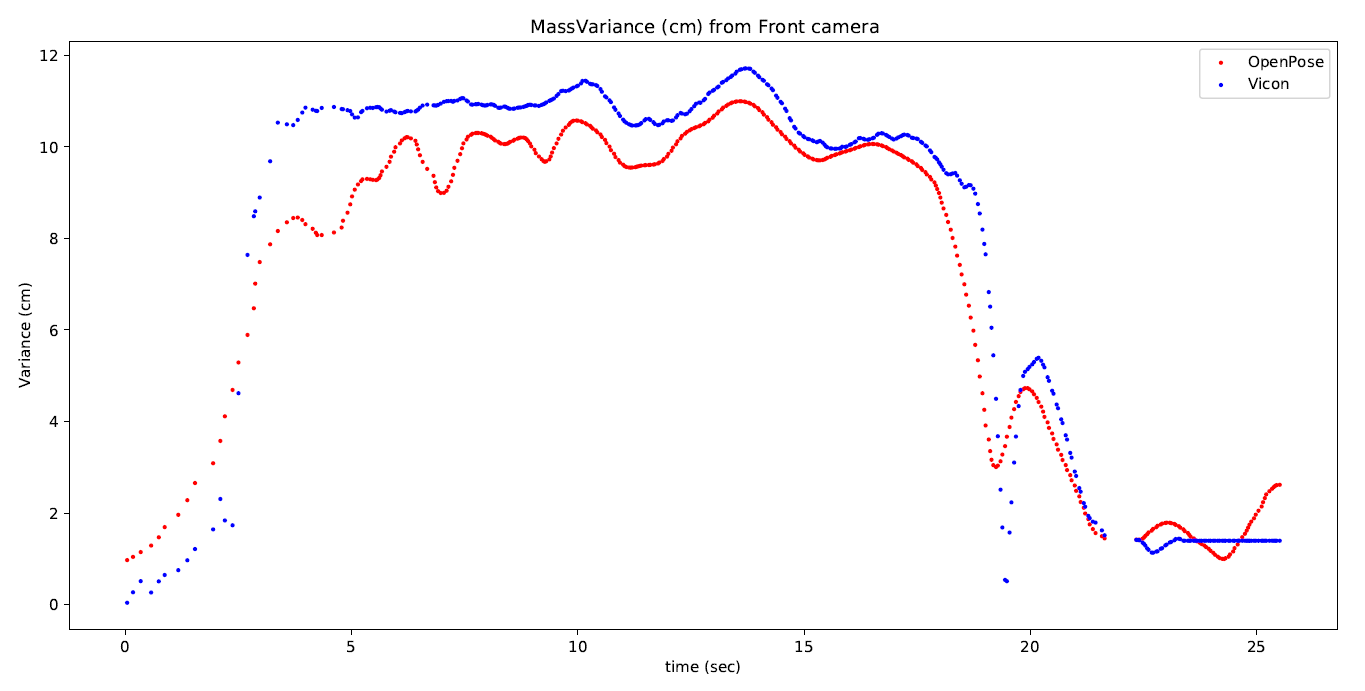 MassVariance (cm) from Front camera
OpenPose
Vicon
Variance (cm)
12
10
8
6
4
2
0
0 5 10 15 20 25
time (sec)